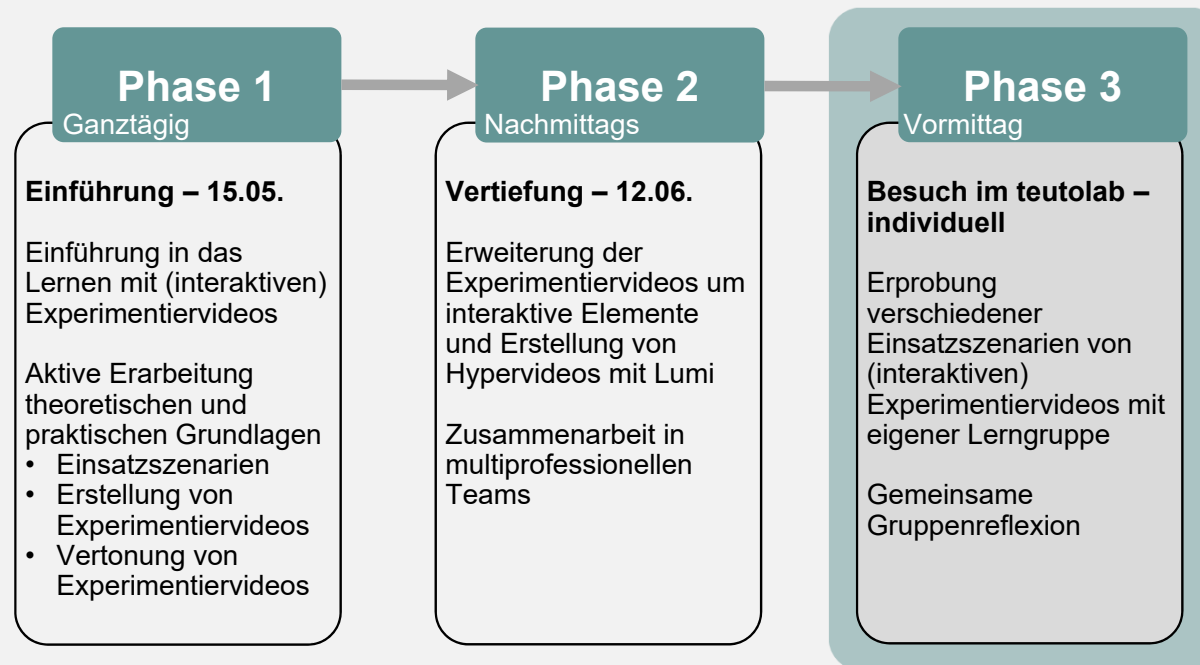 Phase 1
Ganztägig
Einführung – 15.05.
Einführung in das
Lernen mit (interaktiven)
Experimentiervideos
Aktive Erarbeitung
theoretischen und
praktischen Grundlagen
• Einsatzszenarien
• Erstellung von
Experimentiervideos
• Vertonung von
Experimentiervideos
Phase 2
Nachmittags
Vertiefung – 12.06.
Erweiterung der
Experimentiervideos um
interaktive Elemente
und Erstellung von
Hypervideos mit Lumi
Zusammenarbeit in
multiprofessionellen
Teams
Phase 3
Vormittag
Besuch im teutolab –
individuell
Erprobung
verschiedener
Einsatzszenarien von
(interaktiven)
Experimentiervideos mit
eigener Lerngruppe
Gemeinsame
Gruppenreflexion